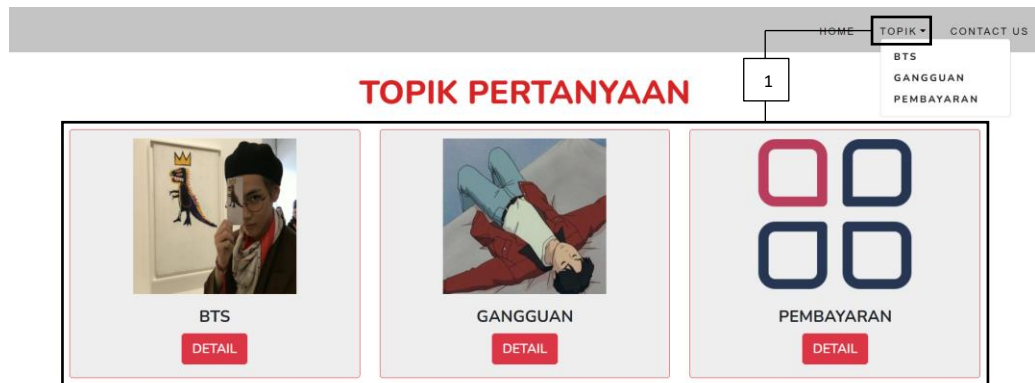 HOME TOPIK CONTACT US
BTS
GANGGUAN
PEMBAYARAN
TOPIK PERTANYAAN
1
BTS
DETAIL
GANGGUAN
DETAIL
PEMBAYARAN
DETAIL